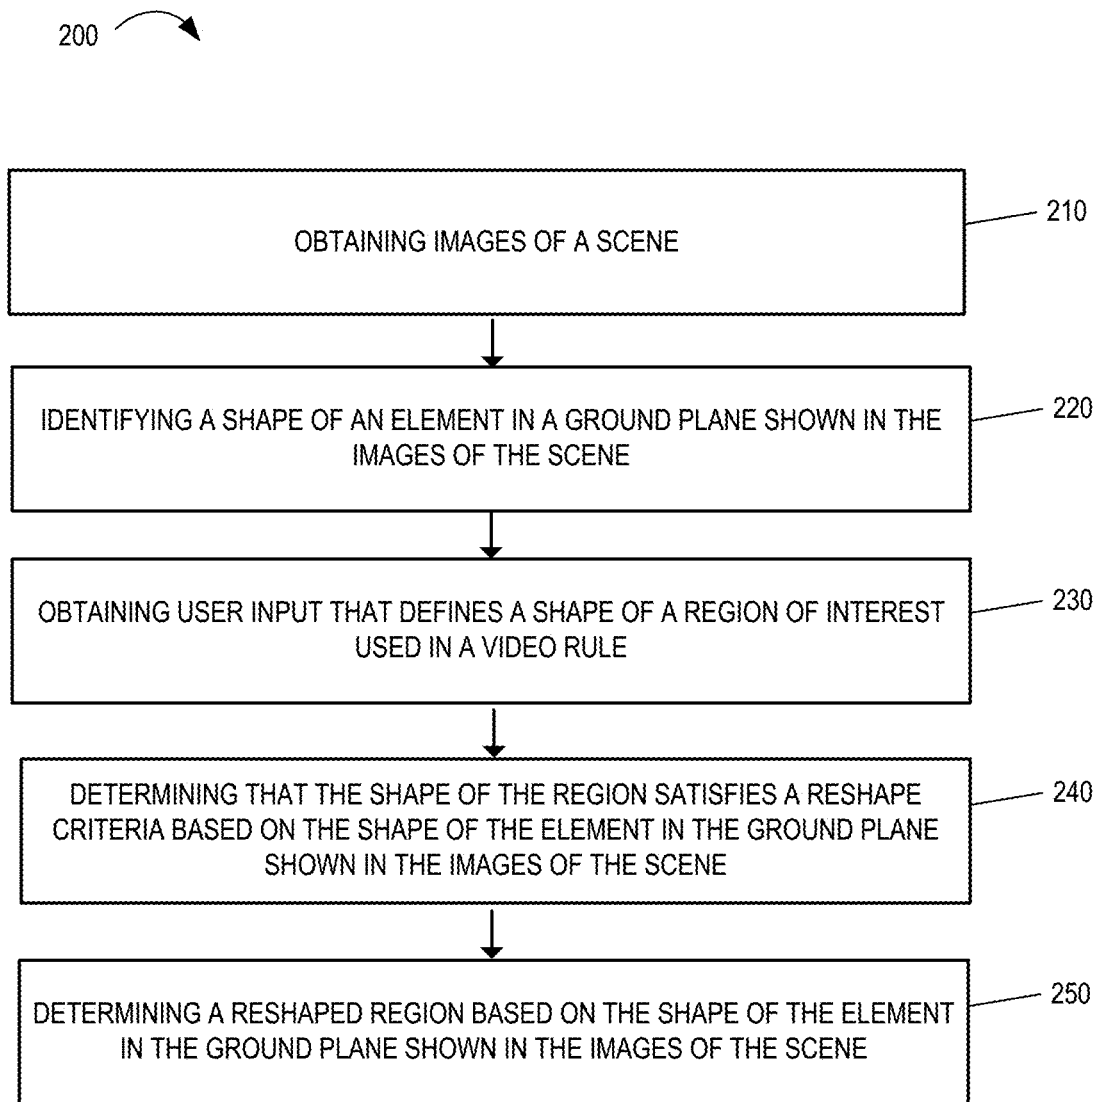 200
210
OBTAINING IMAGES OF A SCENE
220
IDENTIFYING A SHAPE OF AN ELEMENT IN A GROUND PLANE SHOWN IN THE
IMAGES OF THE SCENE
230
OBTAINING USER INPUT THAT DEFINES A SHAPE OF A REGION OF INTEREST
USED IN A VIDEO RULE
240
DETERMINING THAT THE SHAPE OF THE REGION SATISFIES A RESHAPE
CRITERIA BASED ON THE SHAPE OF THE ELEMENT IN THE GROUND PLANE
SHOWN IN THE IMAGES OF THE SCENE
250
DETERMINING A RESHAPED REGION BASED ON THE SHAPE OF THE ELEMENT
IN THE GROUND PLANE SHOWN IN THE IMAGES OF THE SCENE